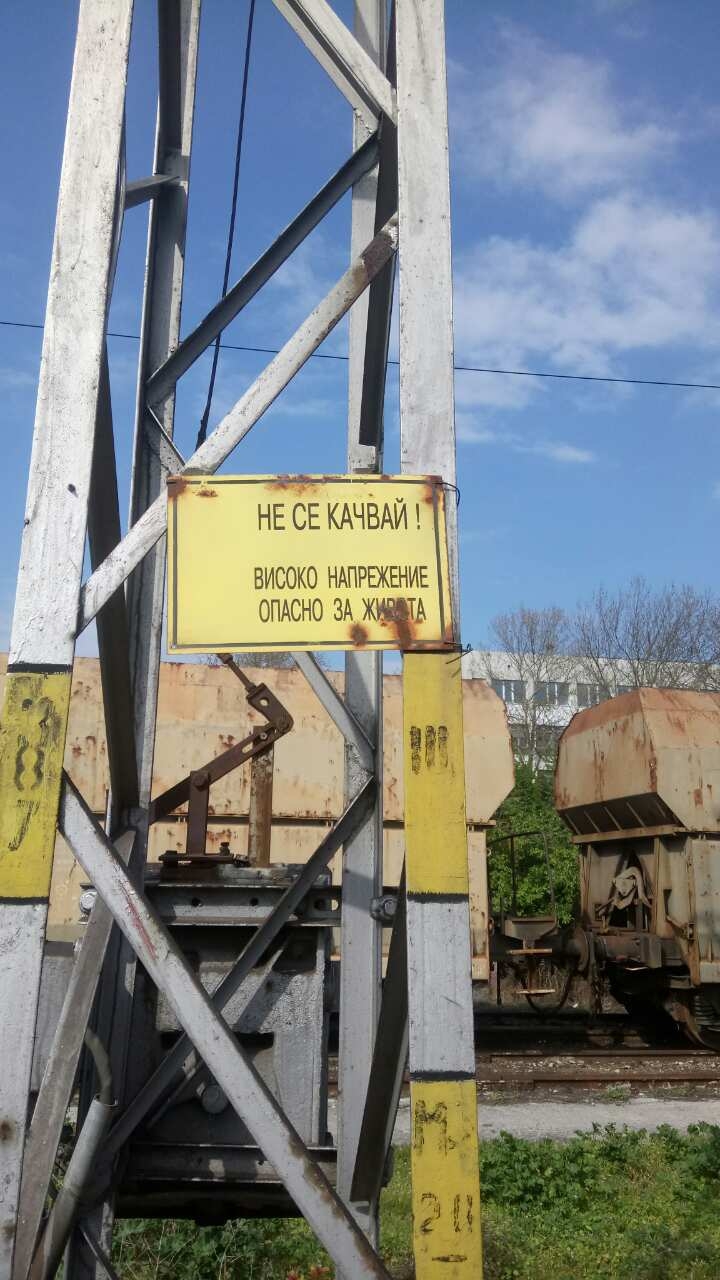 НЕ СЕ КАЧВАЙ !
ВИСОКО НАПРЕЖЕНИЕ
ОПАСНО ЗА ЖИВОТА